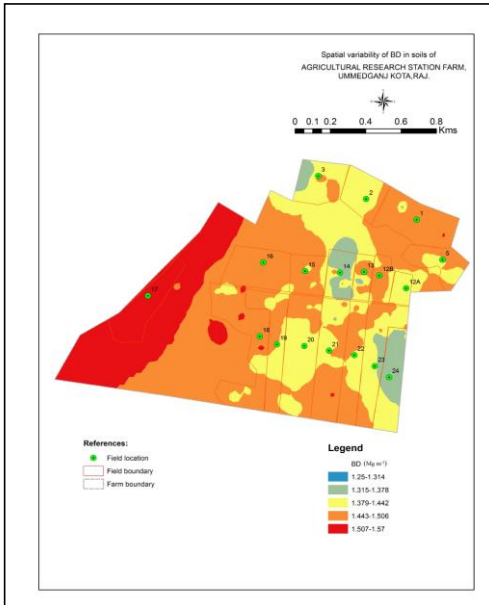 Spatial variability of BD in soils of
AGRICULTURAL RESEARCH STATION FARM,
UMMEDGANJ KOTA,RAJ.
0 0.1 0.2 0.4 0.6 0.8
Kms
3
2
1
5
16
15
14
13
12B
12A
17
18
19
20
21
22
23
24
References:
Field location
Field boundary
Farm boundary
Legend
BD (Mg m⁻³)
1.25-1.314
1.315-1.378
1.379-1.442
1.443-1.506
1.507-1.57